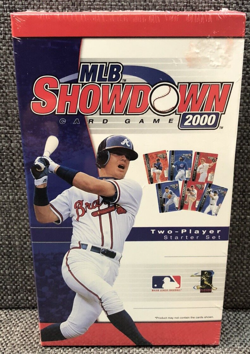 MLB
SHOWDOWN
CARD GAME 2000
Braves
Two-Player
Starter Set